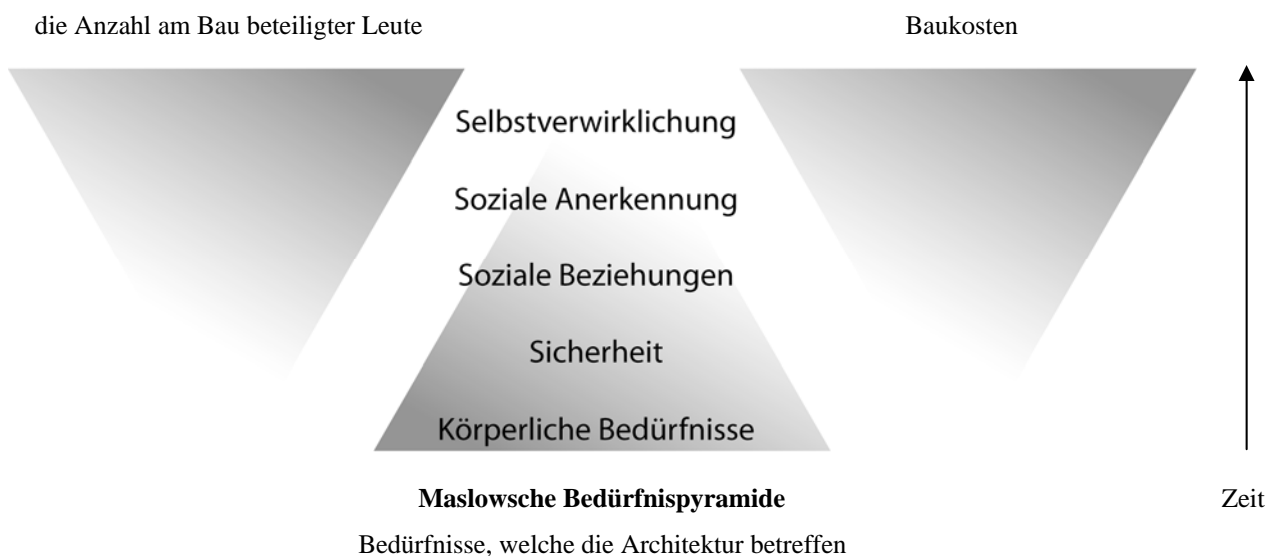 die Anzahl am Bau beteiligter Leute
Baukosten
Selbstverwirklichung
Soziale Anerkennung
Soziale Beziehungen
Sicherheit
Körperliche Bedürfnisse
Maslowsche Bedürfnispyramide
Zeit
Bedürfnisse, welche die Architektur betreffen